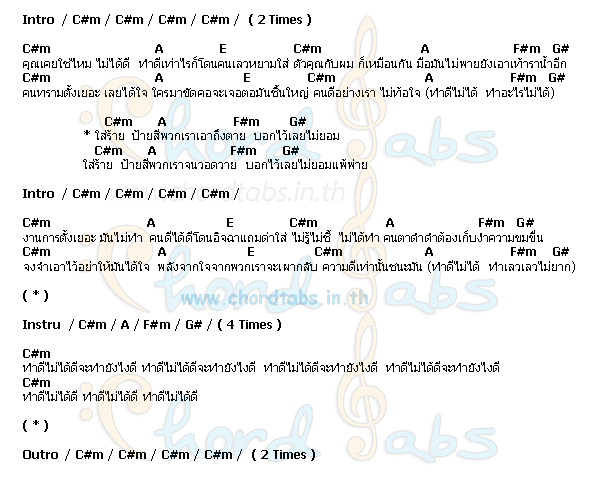 Intro / C#m / C#m / C#m / C#m / ( 2 Times )
C#m A E C#m A F#m G#
คุณเคยใช่ไหม ไม่ได้ดี ทำดีเท่าไรก็โดนคนเลวหยามใส่ ตัวคุณกับผม ก็เหมือนกัน มือมันไม่พายยังเอาเท้าราน้ำอีก
C#m A E C#m A F#m G#
คนทรามตั้งเยอะ เลยได้ใจ ใครมาขัดคอจะเจอตอมันชิ้นใหญ่ คนดีอย่างเรา ไม่ท้อใจ (ทำดีไม่ได้ ทำอะไรไม่ได้)
C#m A F#m G#
* ใส่ร้าย ป้ายสีพวกเราเอาถึงตาย บอกไว้เลยไม่ยอม
C#m A F#m G#
ใส่ร้าย ป้ายสีพวกเราจนวอดวาย บอกไว้เลยไม่ยอมแพ้พ่าย
Intro / C#m / C#m / C#m / C#m /
C#m A E C#m A F#m G#
งานการตั้งเยอะ มันไม่ทำ คนดีได้ดีโดนอิจฉาแถมด่าใส่ ไม่รู้ไม่ชี้ ไม่ได้ทำ คนตาดำดำต้องเก็บงำความขมขื่น
C#m A E C#m A F#m G#
จงจำเอาไว้อย่าให้มันได้ใจ พลังจากใจจากพวกเราจะเผากลับ ความดีเท่านั้นชนะมัน (ทำดีไม่ได้ ทำเลวเลวไม่ยาก)
( * )
www.chordtabs.in.th
Instru / C#m / A / F#m / G# / ( 4 Times )
C#m
ทำดีไม่ได้ดีจะทำยังไงดี ทำดีไม่ได้ดีจะทำยังไงดี ทำดีไม่ได้ดีจะทำยังไงดี ทำดีไม่ได้ดีจะทำยังไงดี
C#m
ทำดีไม่ได้ดี ทำดีไม่ได้ดี ทำดีไม่ได้ดี
( * )
Outro / C#m / C#m / C#m / C#m / ( 2 Times )